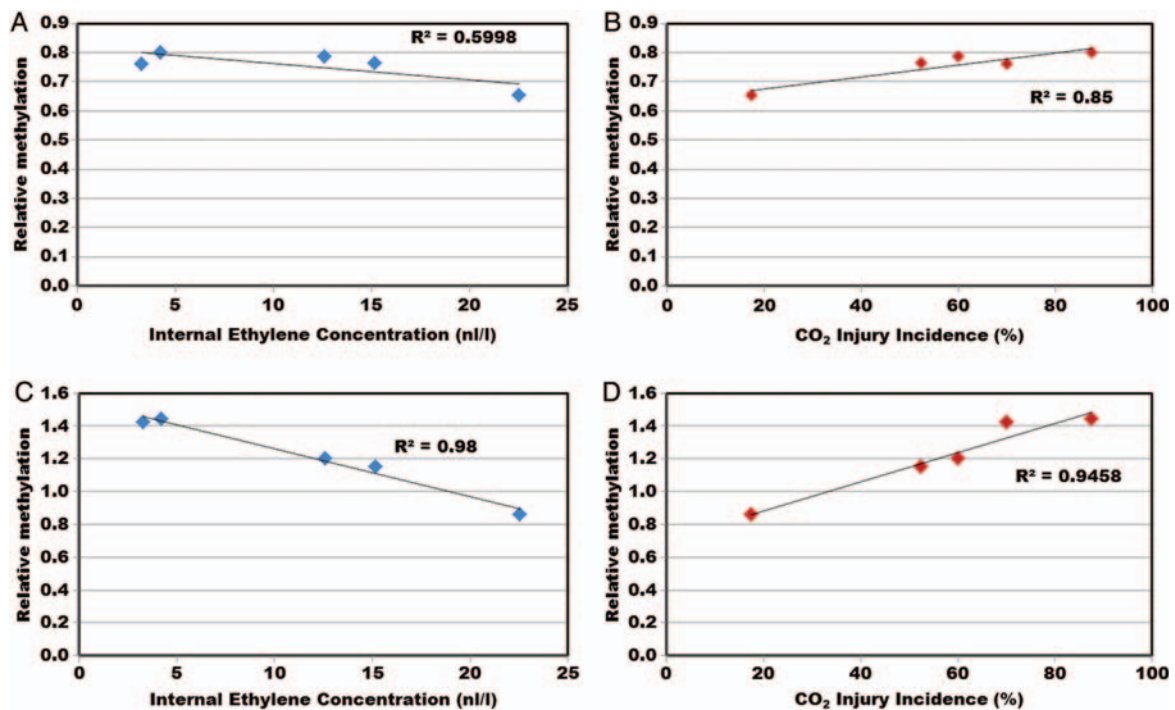 A
0.9
0.8
0.7
0.6
0.5
0.4
0.3
0.2
0.1
0.0
Relative methylation
R² = 0.5998
0 5 10 15 20 25
Internal Ethylene Concentration (nl/l)
B
0.9
0.8
0.7
0.6
0.5
0.4
0.3
0.2
0.1
0.0
Relative methylation
R² = 0.85
0 20 40 60 80 100
CO₂ Injury Incidence (%)
C
1.6
1.4
1.2
1.0
0.8
0.6
0.4
0.2
0.0
Relative methylation
R² = 0.98
0 5 10 15 20 25
Internal Ethylene Concentration (nl/l)
D
1.6
1.4
1.2
1.0
0.8
0.6
0.4
0.2
0.0
Relative methylation
R² = 0.9458
0 20 40 60 80 100
CO₂ Injury Incidence (%)